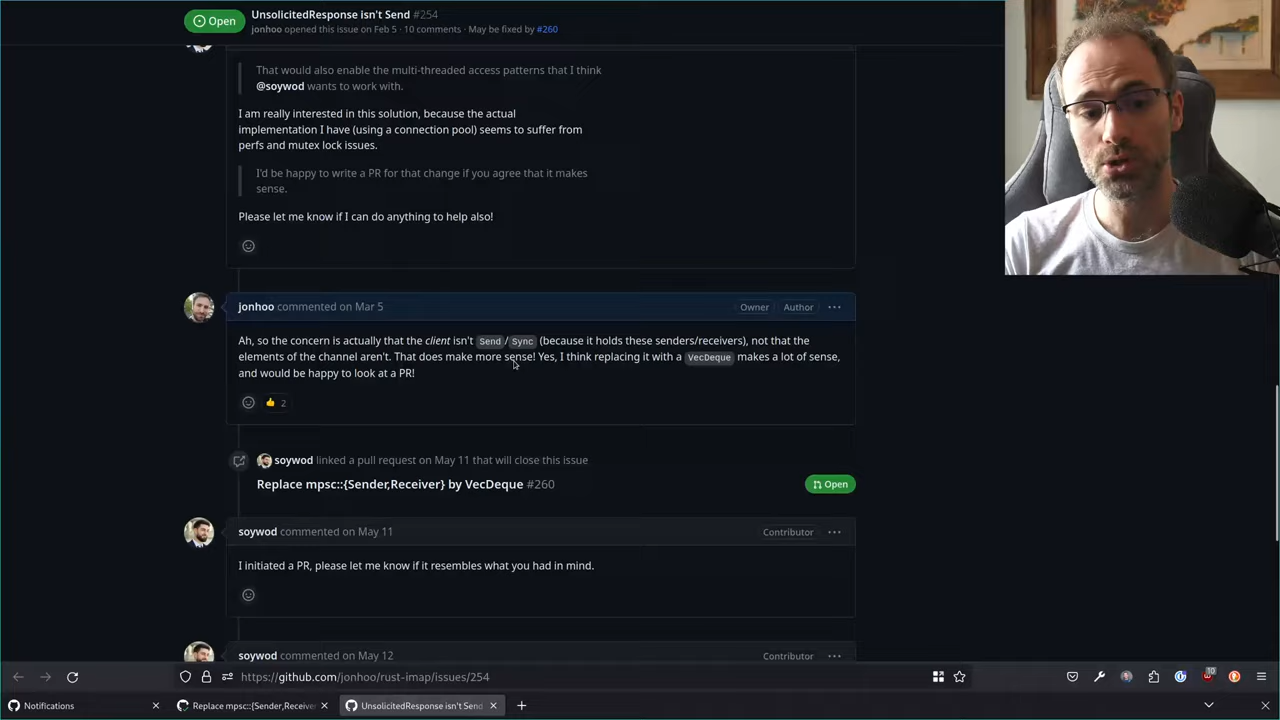 Open
UnsolicitedResponse isn't Send #254
jonhoo opened this issue on Feb 5 · 10 comments · May be fixed by #260
That would also enable the multi-threaded access patterns that I think
@soywod wants to work with.
I am really interested in this solution, because the actual
implementation I have (using a connection pool) seems to suffer from
perfs and mutex lock issues.
I'd be happy to write a PR for that change if you agree that it makes
sense.
Please let me know if I can do anything to help also!
jonhoo commented on Mar 5
Owner
Author
Ah, so the concern is actually that the client isn't Send/Sync (because it holds these senders/receivers), not that the
elements of the channel aren't. That does make more sense! Yes, I think replacing it with a VecDeque makes a lot of sense,
and would be happy to look at a PR!
👍 2
soywod linked a pull request on May 11 that will close this issue
Replace mpsc::{Sender,Receiver} by VecDeque #260
Open
soywod commented on May 11
Contributor
I initiated a PR, please let me know if it resembles what you had in mind.
soywod commented on May 12
Contributor
https://github.com/jonhoo/rust-imap/issues/254
10
Notifications
Replace mpsc::{Sender,Receiver
UnsolicitedResponse isn't Send